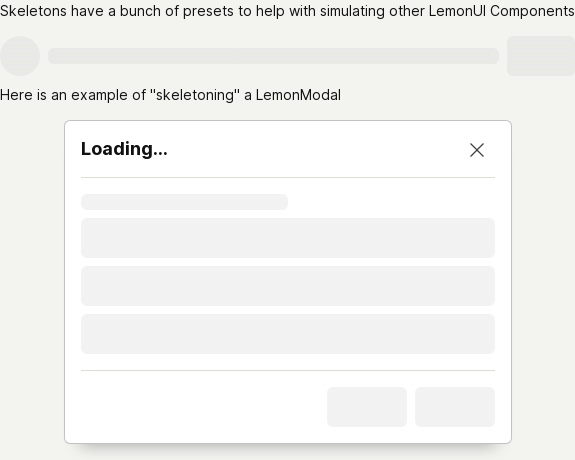 Skeletons have a bunch of presets to help with simulating other LemonUI Components
Here is an example of "skeletoning" a LemonModal
Loading...